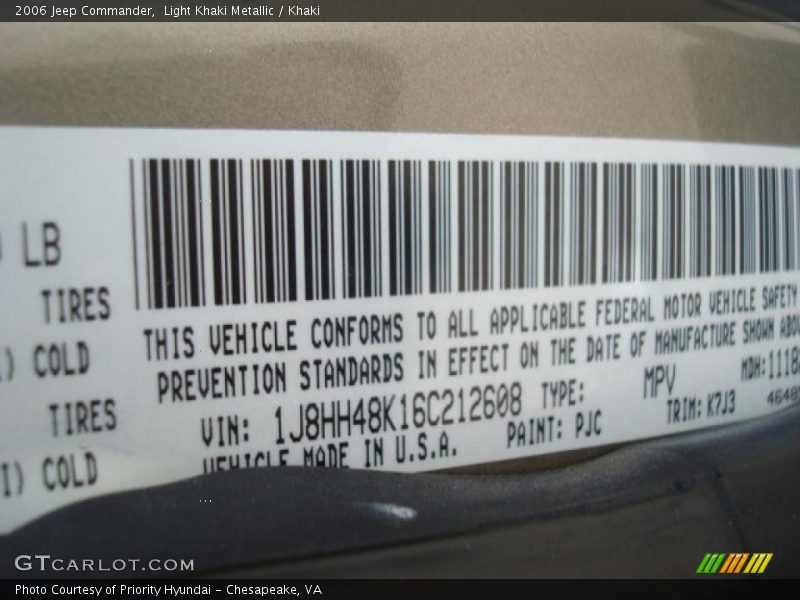 2006 Jeep Commander,  Light Khaki Metallic / Khaki
LB
TIRES
COLD
TIRES
COLD
THIS VEHICLE CONFORMS TO ALL APPLICABLE FEDERAL MOTOR VEHICLE SAFETY
PREVENTION STANDARDS IN EFFECT ON THE DATE OF MANUFACTURE SHOWN
VIN: 1J8HH48K16C212608 TYPE: MPV MDH:1118
VEHICLE MADE IN U.S.A. PAINT: PJC TRIM: K7J3 4648
GTCARLOT.COM
Photo Courtesy of Priority Hyundai - Chesapeake, VA